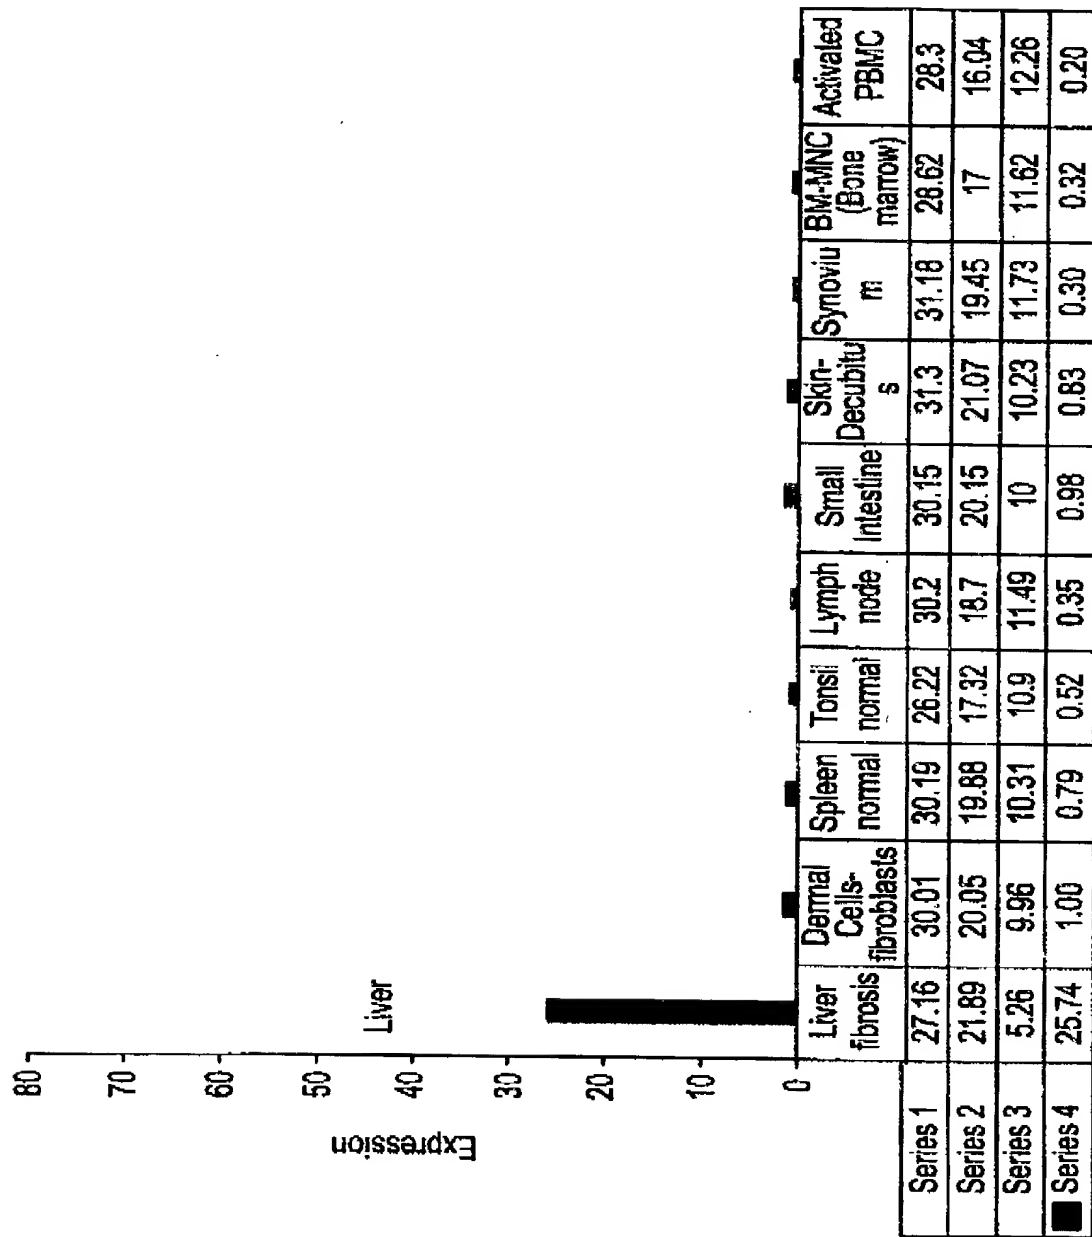 80
70
60
50
40
30
20
10
0
Expression
Liver
Liver fibrosis Dermal Cells- fibroblasts Spleen normal Tonsil normal Lymph node Small Intestine Skin- Decubitu s Synoviu m BM-MNC (Bone marrow) Activated PBMC
Series 1 27.16 30.01 30.19 26.22 30.2 30.15 31.3 31.18 28.62 28.3
Series 2 21.89 20.05 19.88 17.32 18.7 20.15 21.07 19.45 17 16.04
Series 3 5.26 9.96 10.31 10.9 11.49 10 10.23 11.73 11.62 12.26
Series 4 25.74 1.00 0.79 0.52 0.35 0.98 0.83 0.30 0.32 0.20